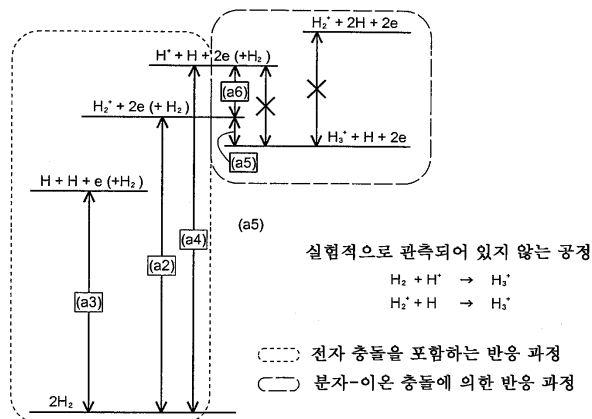 H₂⁺ + 2H + 2e
H⁺ + H + 2e (+H₂)
(a6)
H₂⁺ + 2e (+ H₂)
H₃⁺ + H + 2e
(a5)
H + H + e (+H₂)
(a5)
(a4)
(a2)
(a3)
실험적으로 관측되어 있지 않는 공정
H₂ + H⁺ → H₃⁺
H₂⁺ + H → H₃⁺
전자 충돌을 포함하는 반응 과정
분자-이온 충돌에 의한 반응 과정
2H₂